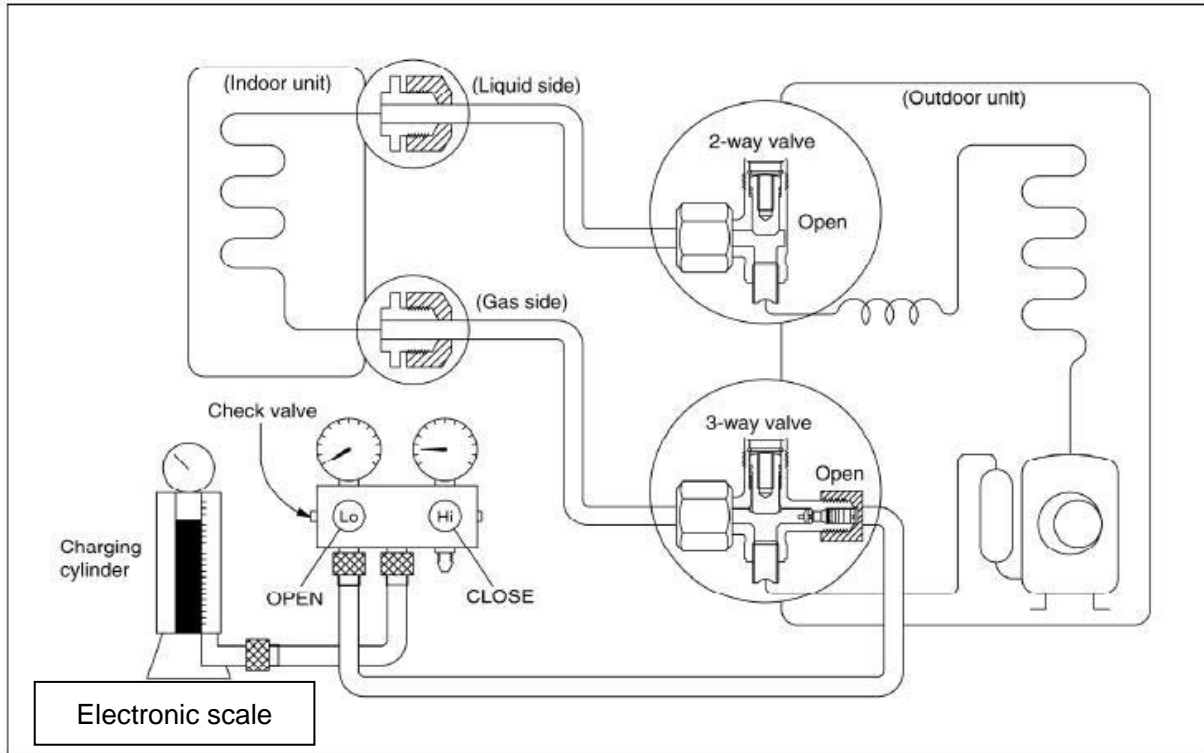 (Indoor unit)
(Liquid side)
(Outdoor unit)
2-way valve
Open
(Gas side)
3-way valve
Open
Check valve
Lo
Hi
Charging
cylinder
OPEN
CLOSE
Electronic scale